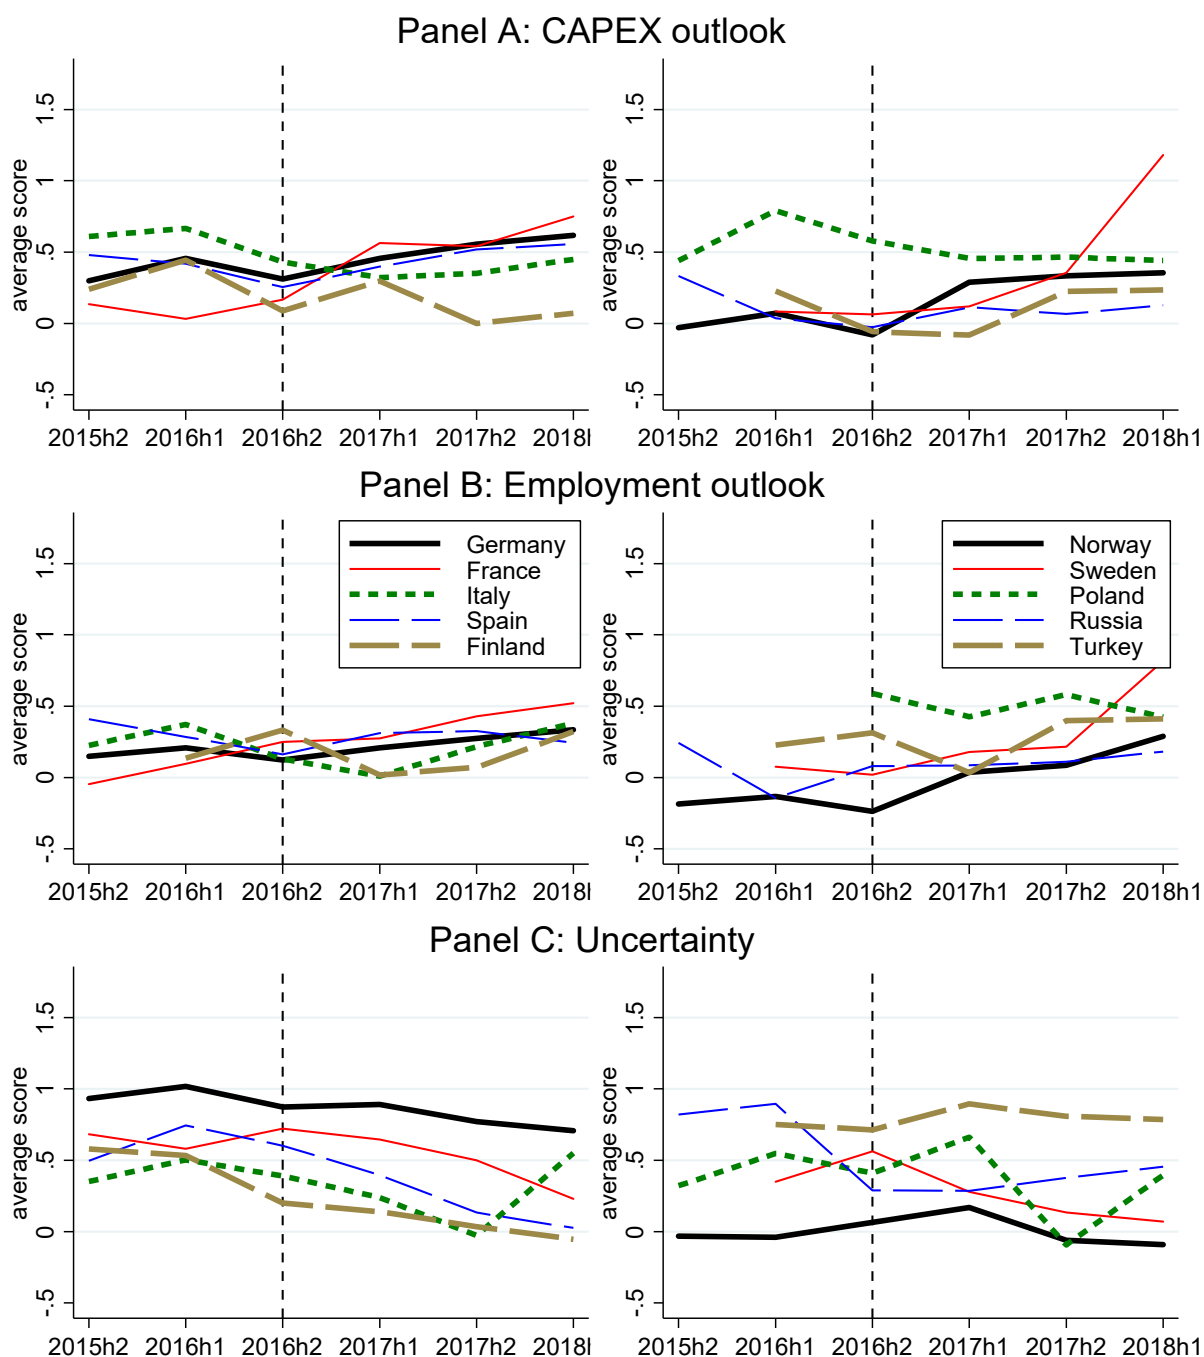 Panel A: CAPEX outlook
average score
1.5
1
.5
0
-.5
2015h2 2016h1 2016h2 2017h1 2017h2 2018h
average score
1.5
1
.5
0
-.5
2015h2 2016h1 2016h2 2017h1 2017h2 2018h1
Panel B: Employment outlook
average score
1.5
1
.5
0
-.5
Germany
France
Italy
Spain
Finland
2015h2 2016h1 2016h2 2017h1 2017h2 2018h
average score
1.5
1
.5
0
-.5
Norway
Sweden
Poland
Russia
Turkey
2015h2 2016h1 2016h2 2017h1 2017h2 2018h1
Panel C: Uncertainty
average score
1.5
1
.5
0
-.5
2015h2 2016h1 2016h2 2017h1 2017h2 2018h
average score
1.5
1
.5
0
-.5
2015h2 2016h1 2016h2 2017h1 2017h2 2018h1